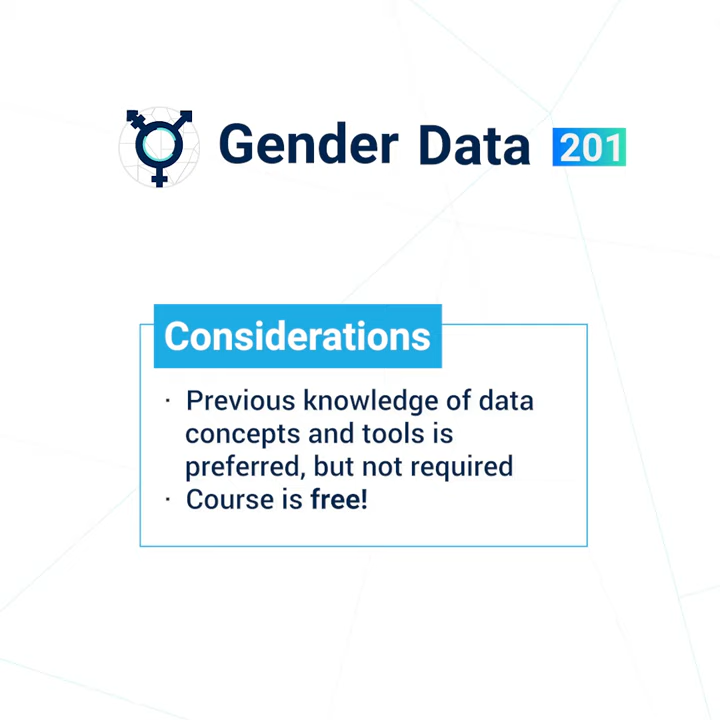 Gender Data 201
Considerations
· Previous knowledge of data
concepts and tools is
preferred, but not required
· Course is free!